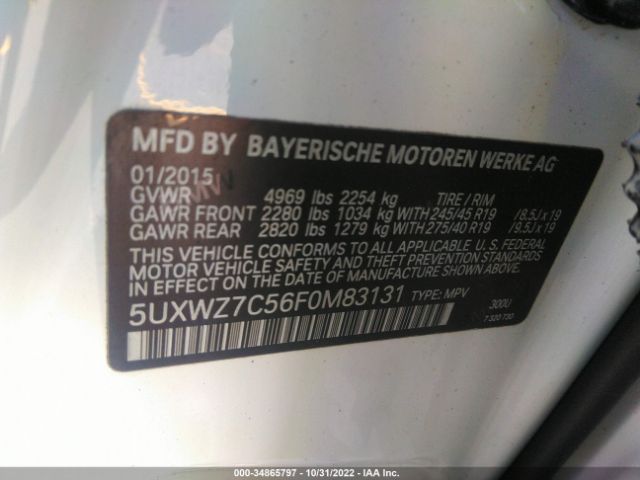 MFD BY BAYERISCHE MOTOREN WERKE AG
01/2015
GVWR 4969 lbs 2254 kg TIRE / RIM
GAWR FRONT 2280 lbs 1034 kg WITH 245/45 R19 /8.5J x 19
GAWR REAR 2820 lbs 1279 kg WITH 275/40 R19 /9.5J x 19
THIS VEHICLE CONFORMS TO ALL APPLICABLE U.S. FEDERAL
MOTOR VEHICLE SAFETY AND THEFT PREVENTION STANDARDS
IN EFFECT ON THE DATE OF MANUFACTURE SHOWN ABOVE.
5UXWZ7C56F0M83131 TYPE: MPV 300U
7 320 730
000-34865797 - 10/31/2022 - IAA Inc.